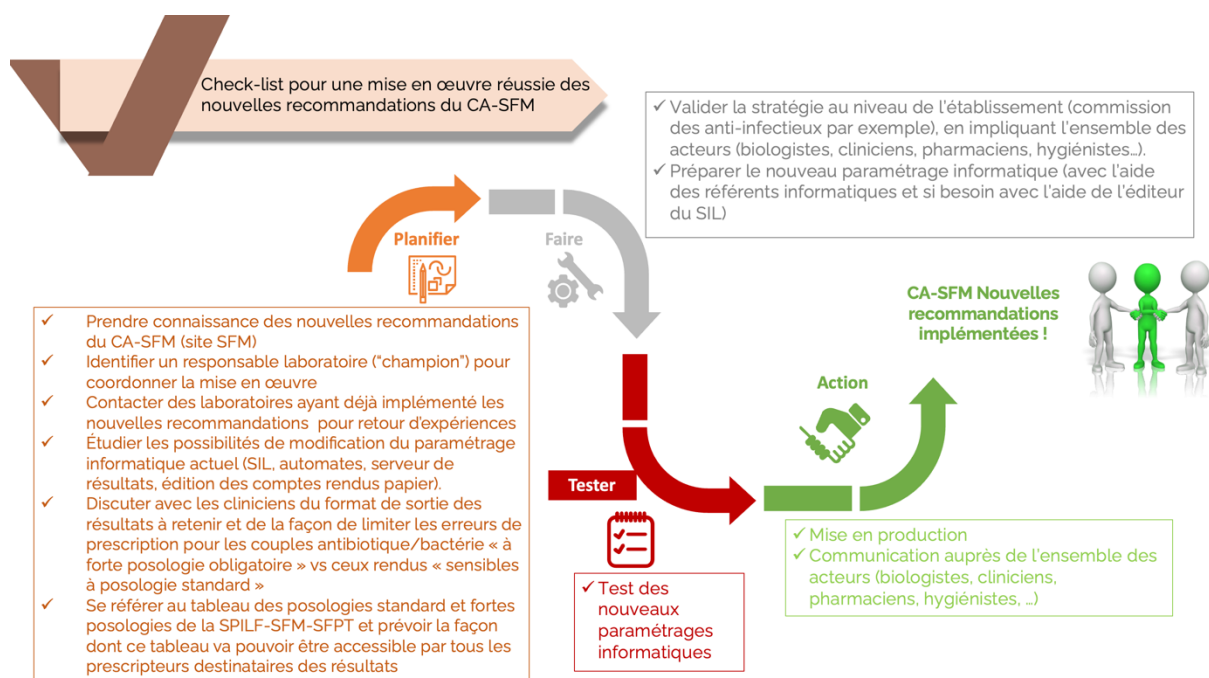 Check-list pour une mise en œuvre réussie des
nouvelles recommandations du CA-SFM
✓ Valider la stratégie au niveau de l'établissement (commission
des anti-infectieux par exemple), en impliquant l'ensemble des
acteurs (biologistes, cliniciens, pharmaciens, hygiénistes…).
✓ Préparer le nouveau paramétrage informatique (avec l'aide
des référents informatiques et si besoin avec l'aide de l'éditeur
du SIL)
Planifier
Faire
✓ Prendre connaissance des nouvelles recommandations
du CA-SFM (site SFM)
✓ Identifier un responsable laboratoire ("champion") pour
coordonner la mise en œuvre
✓ Contacter des laboratoires ayant déjà implémenté les
nouvelles recommandations pour retour d'expériences
✓ Étudier les possibilités de modification du paramétrage
informatique actuel (SIL, automates, serveur de
résultats, édition des comptes rendus papier).
✓ Discuter avec les cliniciens du format de sortie des
résultats à retenir et de la façon de limiter les erreurs de
prescription pour les couples antibiotique/bactérie « à
forte posologie obligatoire » vs ceux rendus « sensibles
à posologie standard »
✓ Se référer au tableau des posologies standard et fortes
posologies de la SPILF-SFM-SFPT et prévoir la façon
dont ce tableau va pouvoir être accessible par tous les
prescripteurs destinataires des résultats
Tester
✓ Test des
nouveaux
paramétrages
informatiques
Action
✓ Mise en production
✓ Communication auprès de l'ensemble des
acteurs (biologistes, cliniciens,
pharmaciens, hygiénistes, …)
CA-SFM Nouvelles
recommandations
implémentées !